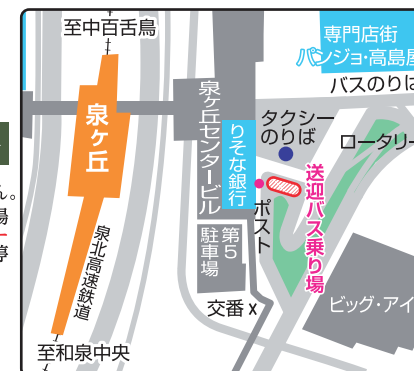 至中百舌鳥
専門店街
パンジョ・高島屋
バスのりば
タクシー
のりば
ロータリー
泉ヶ丘
泉ヶ丘センタービル
りそな銀行
送迎バス乗り場
ポスト
第5
駐車場
泉北高速鉄道
交番 x
ビッグ・アイ
至和泉中央
ん。
場
停